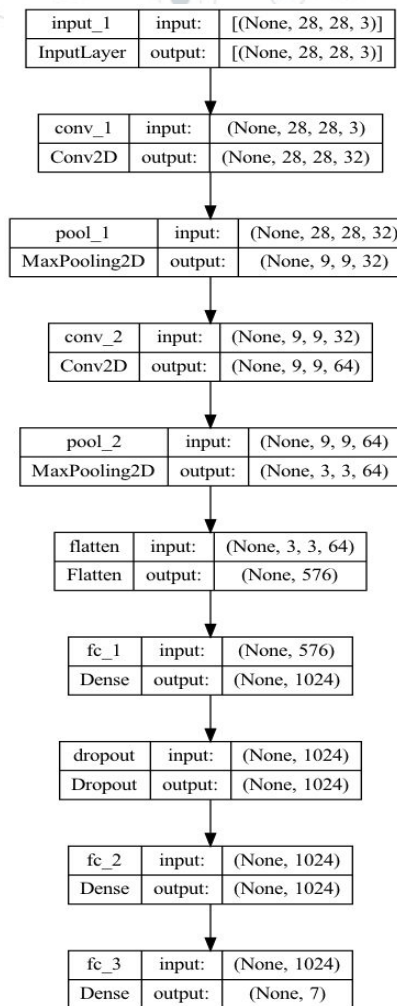 input_1 input: [(None, 28, 28, 3)]
InputLayer output: [(None, 28, 28, 3)]
conv_1 input: (None, 28, 28, 3)
Conv2D output: (None, 28, 28, 32)
pool_1 input: (None, 28, 28, 32)
MaxPooling2D output: (None, 9, 9, 32)
conv_2 input: (None, 9, 9, 32)
Conv2D output: (None, 9, 9, 64)
pool_2 input: (None, 9, 9, 64)
MaxPooling2D output: (None, 3, 3, 64)
flatten input: (None, 3, 3, 64)
Flatten output: (None, 576)
fc_1 input: (None, 576)
Dense output: (None, 1024)
dropout input: (None, 1024)
Dropout output: (None, 1024)
fc_2 input: (None, 1024)
Dense output: (None, 1024)
fc_3 input: (None, 1024)
Dense output: (None, 7)